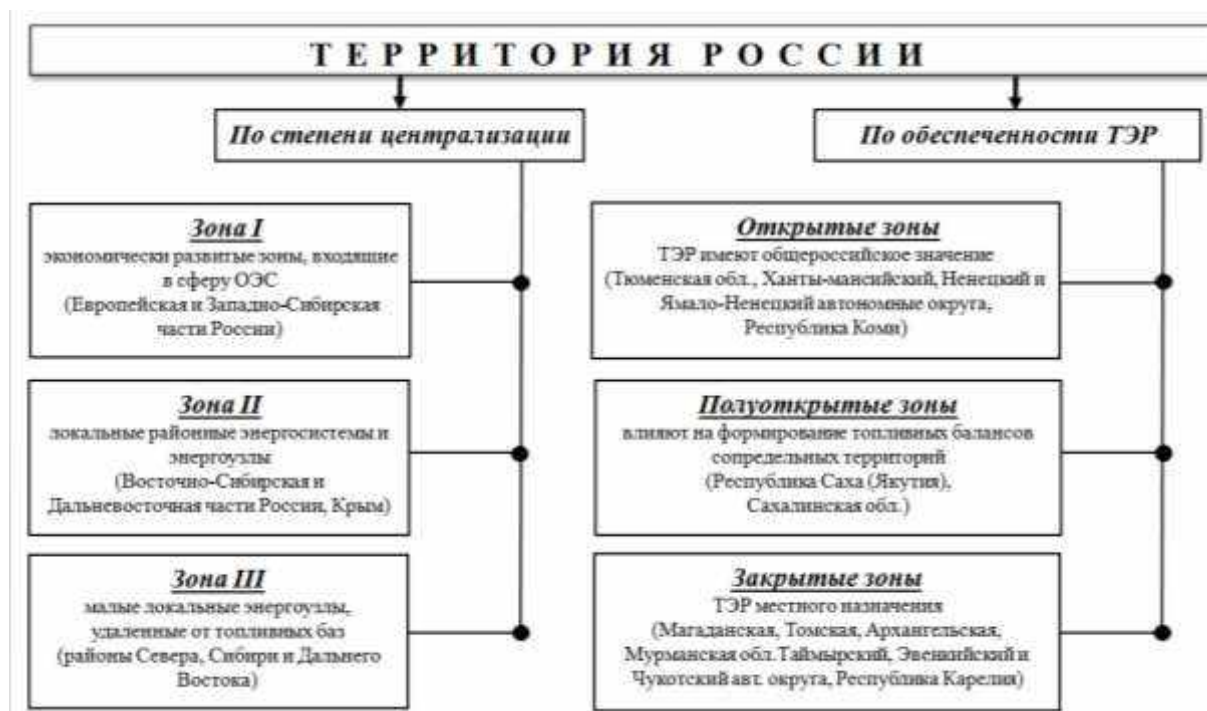 ТЕРРИТОРИЯ РОССИИ
По степени централизации
Зона I
экономически развитые зоны, входящие
в сферу ОЭС
(Европейская и Западно-Сибирская
части России)
Зона II
локальные районные энергосистемы и
энергоузлы
(Восточно-Сибирская и
Дальневосточная части России, Крым)
Зона III
малые локальные энергоузлы,
удаленные от топливных баз
(районы Севера, Сибири и Дальнего
Востока)
По обеспеченности ТЭР
Открытые зоны
ТЭР имеют общероссийское значение
(Тюменская обл., Ханты-мансийский, Ненецкий и
Ямало-Ненецкий автономные округа,
Республика Коми)
Полуоткрытые зоны
влияют на формирование топливных балансов
сопредельных территорий
(Республика Саха (Якутия),
Сахалинская обл.)
Закрытые зоны
ТЭР местного назначения
(Магаданская, Томская, Архангельская,
Мурманская обл.Таймырский, Эвенкийский и
Чукотский авт. округа, Республика Карелия)